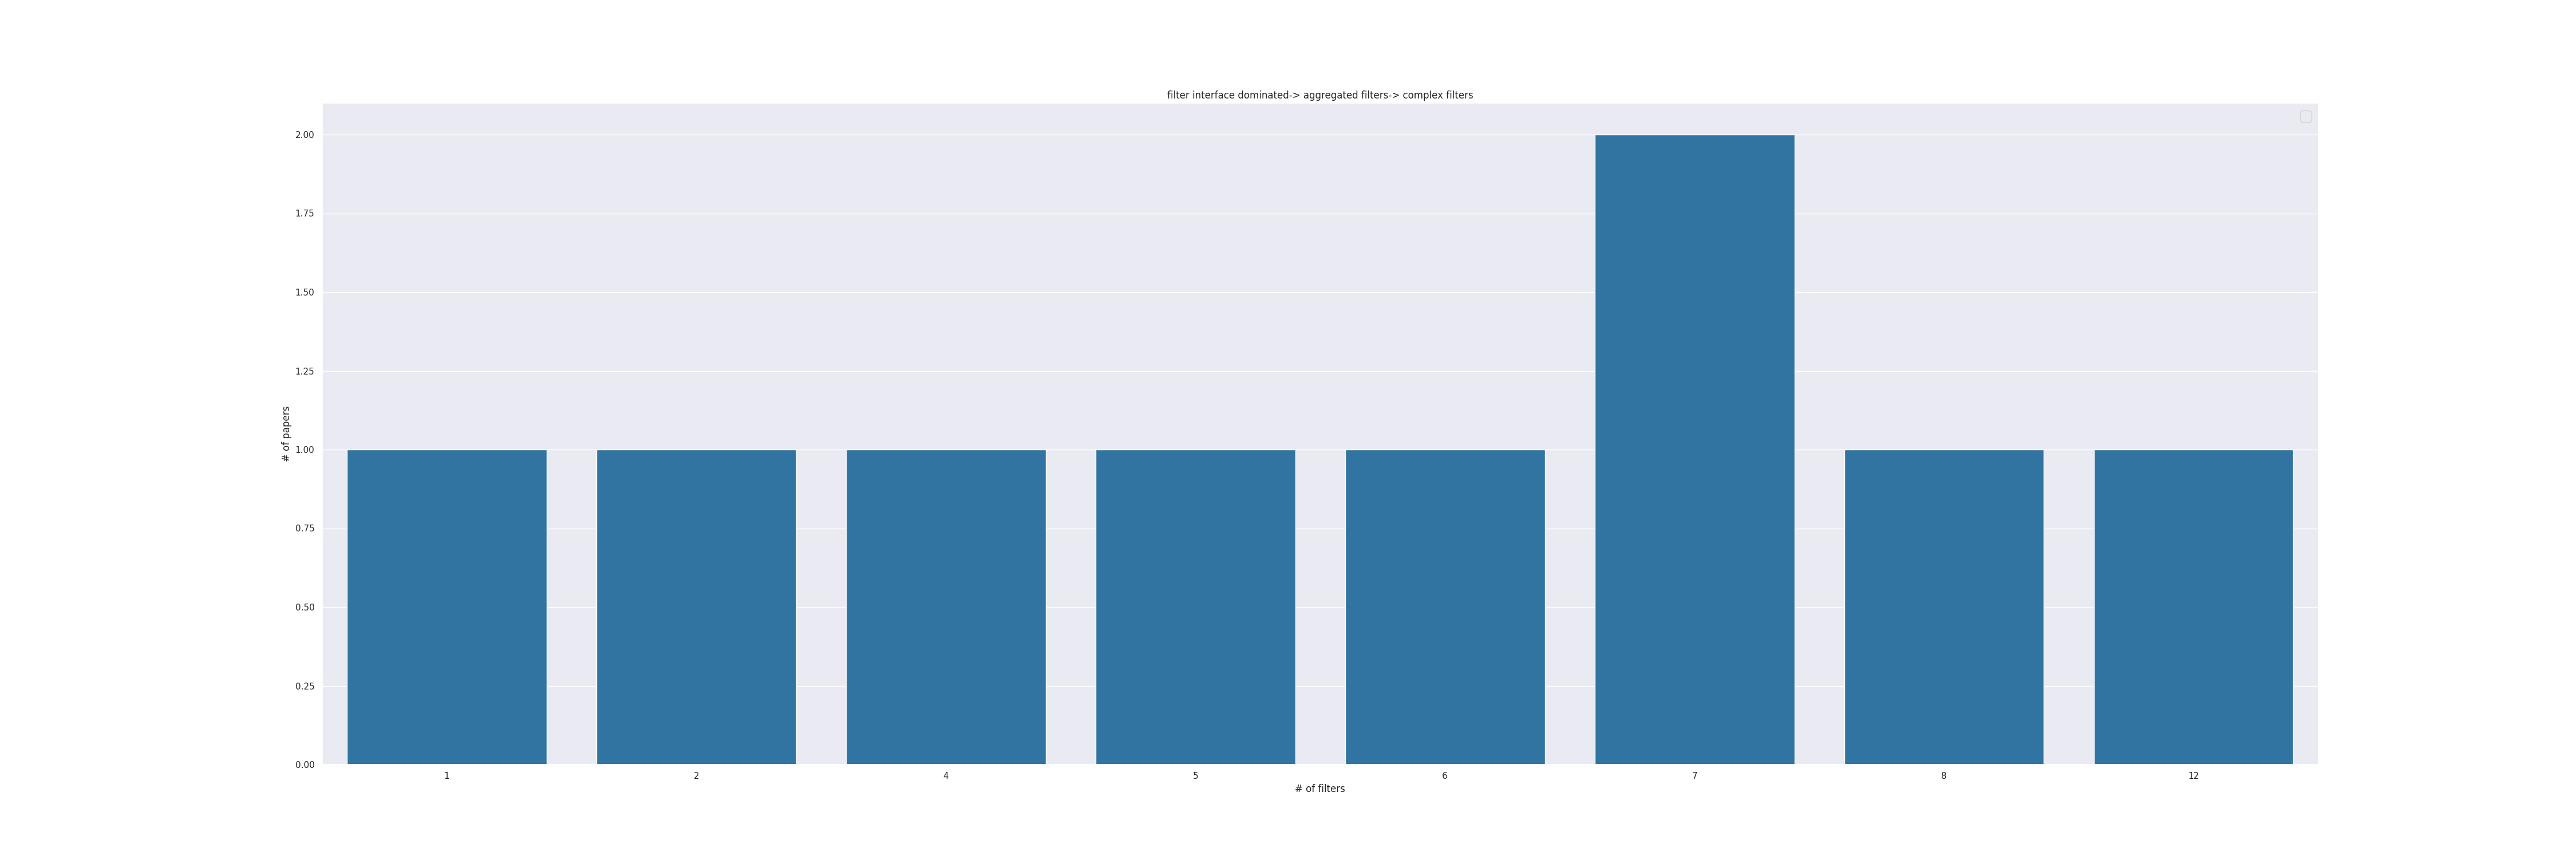 filter interface dominated-> aggregated filters-> complex filters
2.00
1.75
1.50
1.25
1.00
0.75
0.50
0.25
0.00
# of papers
1 2 4 5 6 7 8 12
# of filters